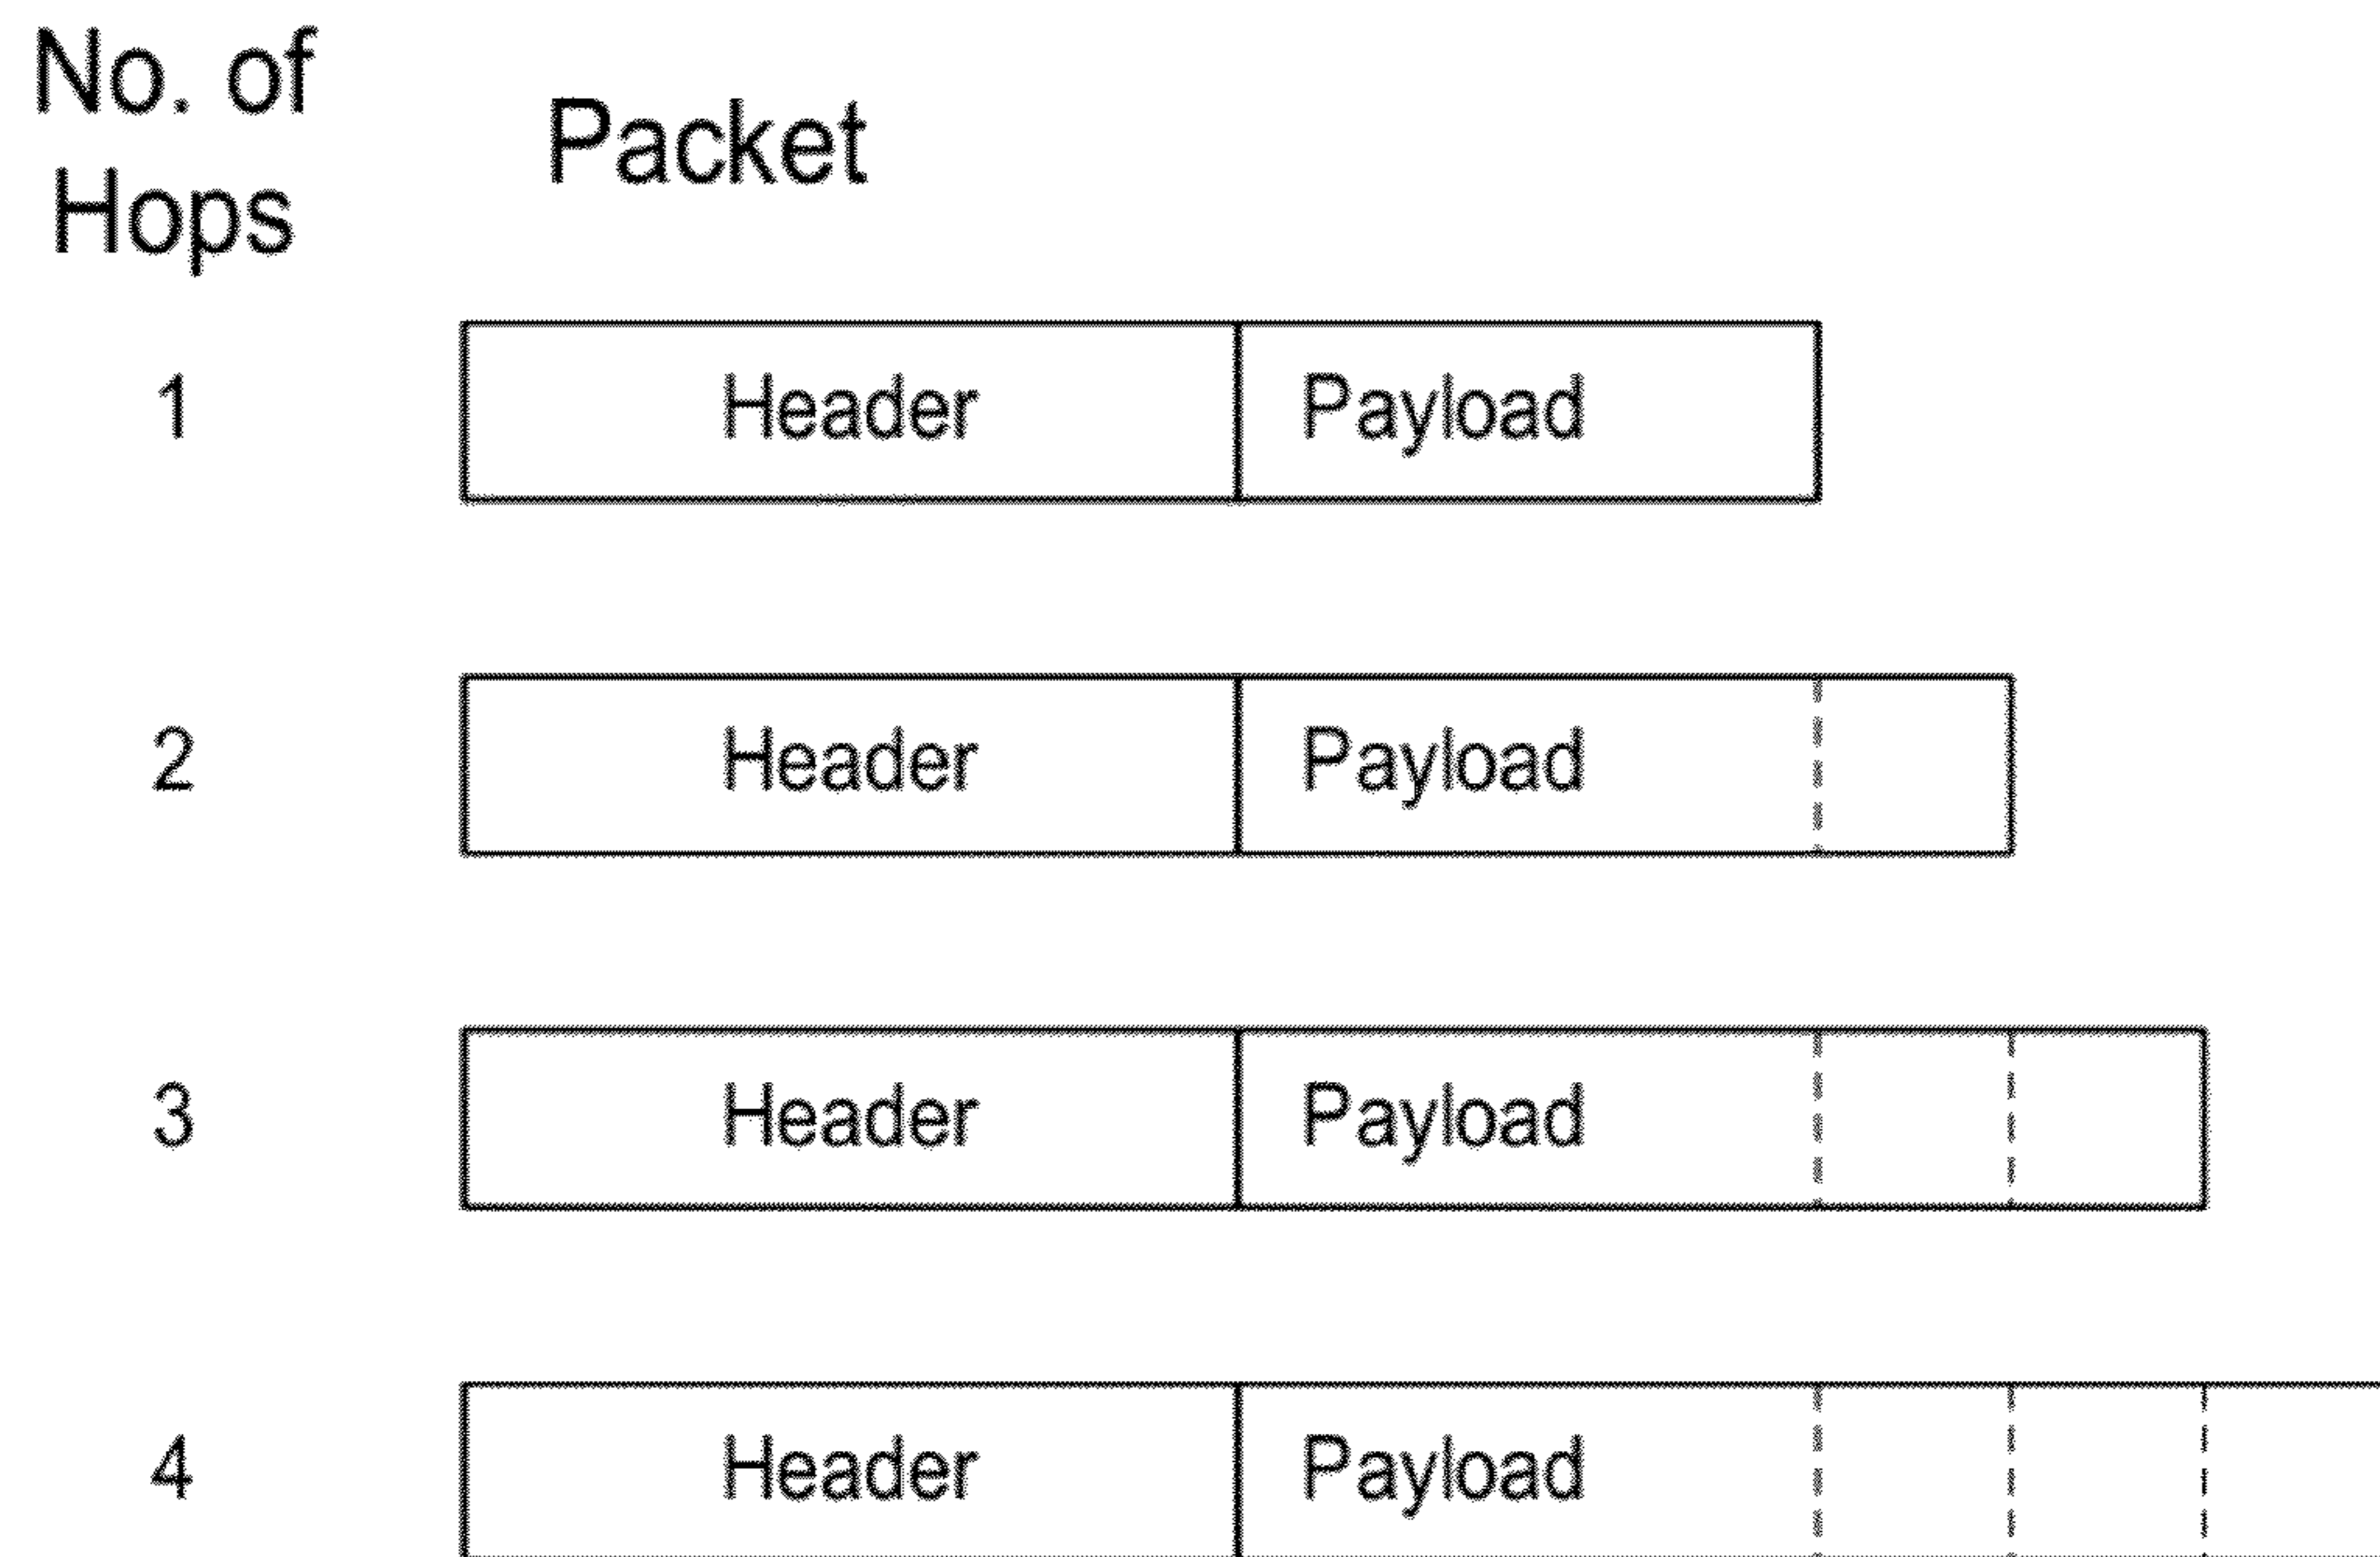 No. of
Hops
Packet
1 Header Payload
2 Header Payload
3 Header Payload
4 Header Payload